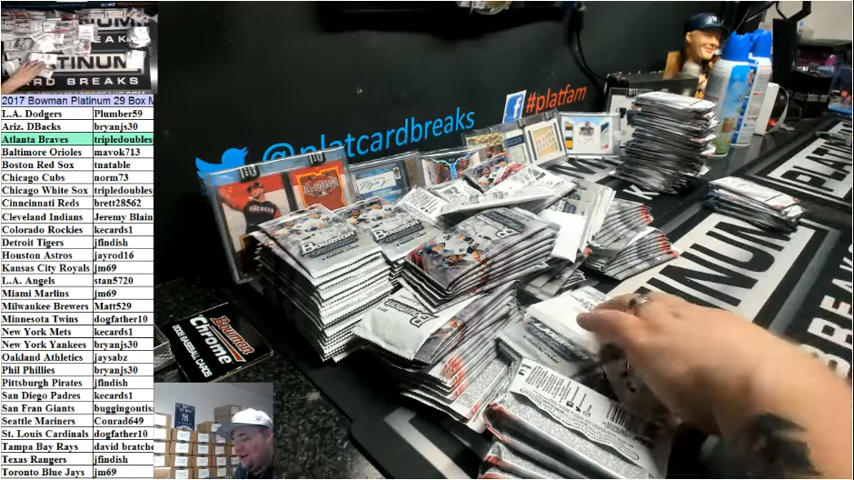 PLATINUM
CARD BREAKS
2017 Bowman Platinum 29 Box M
L.A. Dodgers Plumber59
Ariz. DBacks bryanjs30
Atlanta Braves tripledoubles
Baltimore Orioles mavok713
Boston Red Sox tnatable
Chicago Cubs norm73
Chicago White Sox tripledoubles
Cinncinnati Reds brett28562
Cleveland Indians Jeremy Blain
Colorado Rockies kecards1
Detroit Tigers jfindish
Houston Astros jayrod16
Kansas City Royals jm69
L.A. Angels stan5720
Miami Marlins jm69
Milwaukee Brewers Matt529
Minnesota Twins dogfather10
New York Mets kecards1
New York Yankees bryanjs30
Oakland Athletics jaysabz
Phil Phillies bryanjs30
Pittsburgh Pirates jfindish
San Diego Padres kecards1
San Fran Giants buggingoutis
Seattle Mariners Conrad649
St. Louis Cardinals dogfather10
Tampa Bay Rays david bratche
Texas Rangers jfindish
Toronto Blue Jays jm69
@platcardbreaks
#platfam
Bowman
Chrome
BASEBALL CARDS
Bowman
Bowman
PLATINUM